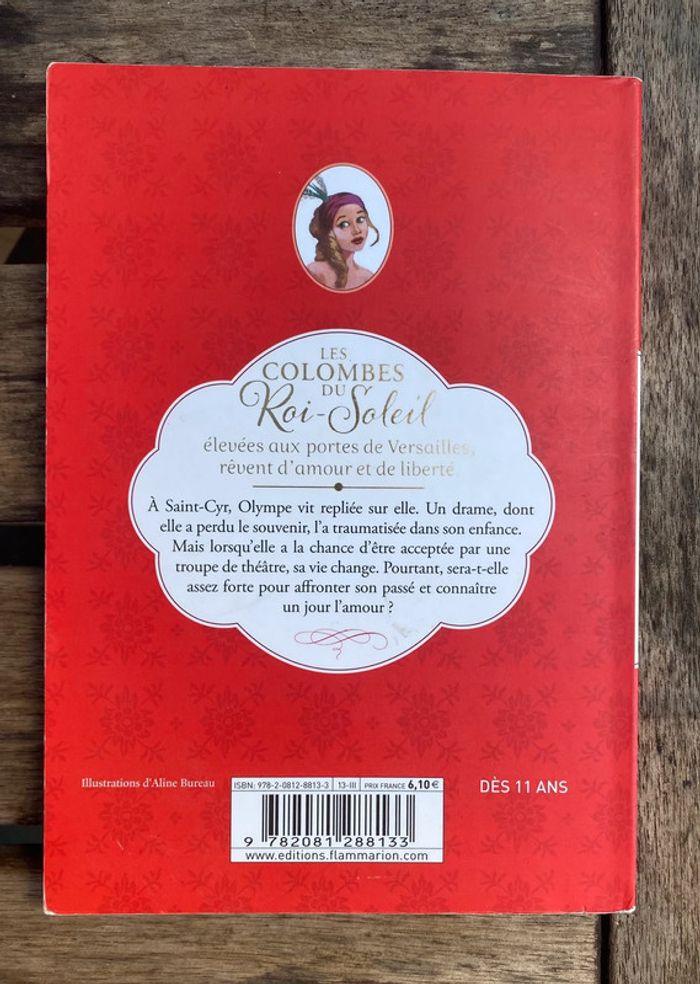 LES
COLOMBES
DU
Roi-Soleil
élevées aux portes de Versailles,
rêvent d'amour et de liberté.
À Saint-Cyr, Olympe vit repliée sur elle. Un drame, dont
elle a perdu le souvenir, l'a traumatisée dans son enfance.
Mais lorsqu'elle a la chance d'être acceptée par une
troupe de théâtre, sa vie change. Pourtant, sera-t-elle
assez forte pour affronter son passé et connaître
un jour l'amour ?
Illustrations d'Aline Bureau
ISBN: 978-2-0812-8813-3 13-III PRIX FRANCE 6,10 €
9 782081 288133
www.editions.flammarion.com
DÈS 11 ANS